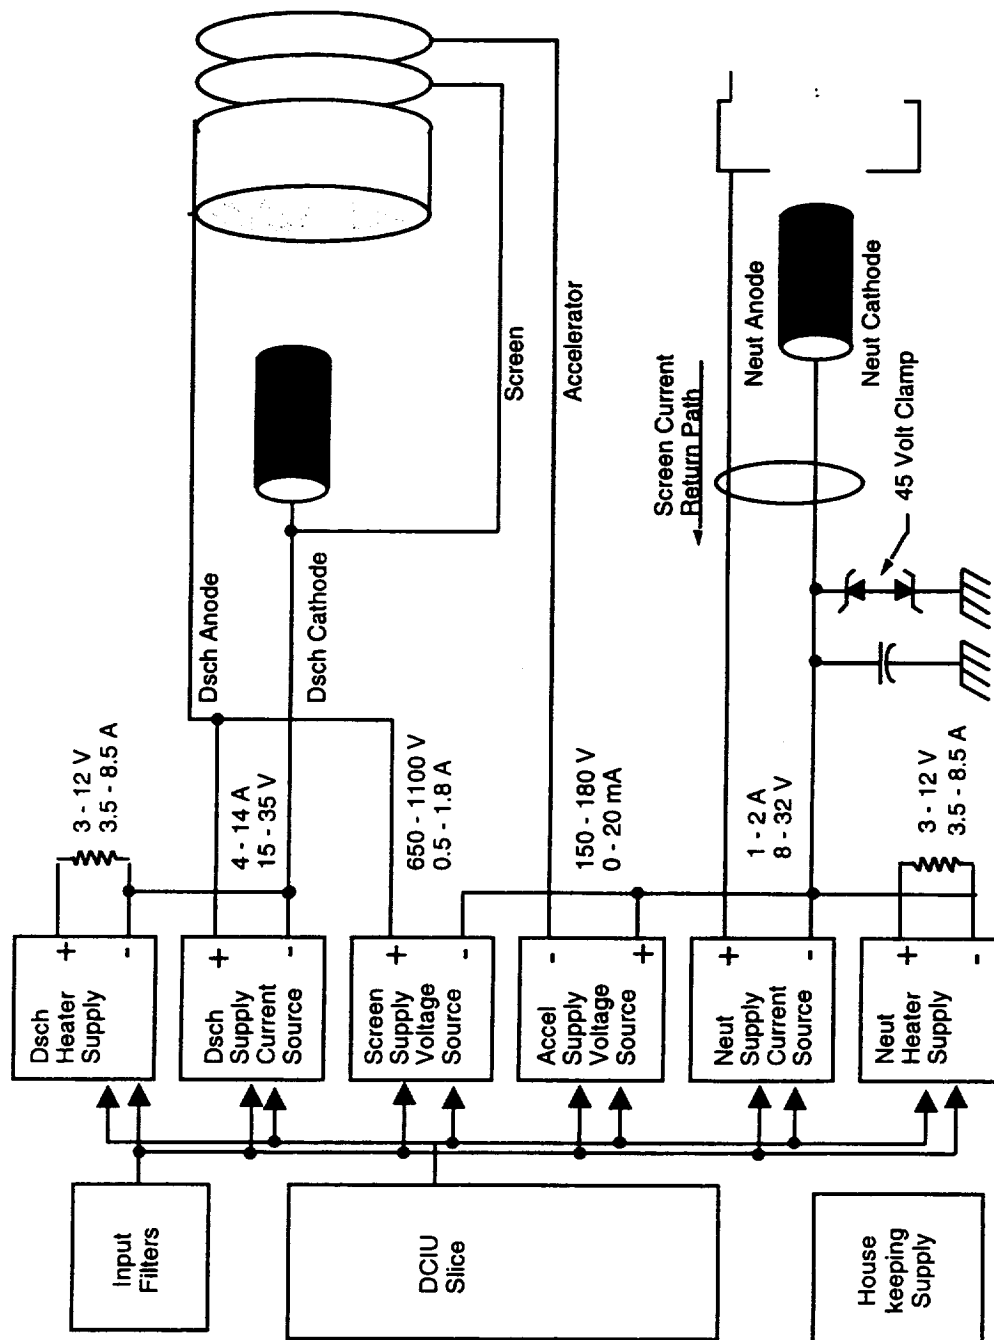 Input
Filters
DCIU
Slice
House
keeping
Supply
Dsch
Heater
Supply
+
-
3 - 12 V
3.5 - 8.5 A
Dsch
Supply
Current
Source
+
-
4 - 14 A
15 - 35 V
Screen
Supply
Voltage
Source
+
-
650 - 1100 V
0.5 - 1.8 A
Accel
Supply
Voltage
Source
-
+
150 - 180 V
0 - 20 mA
Neut
Supply
Current
Source
+
-
1 - 2 A
8 - 32 V
Neut
Heater
Supply
+
-
3 - 12 V
3.5 - 8.5 A
Dsch Anode
Dsch Cathode
Screen
Accelerator
Screen Current
Return Path
Neut Anode
Neut Cathode
45 Volt Clamp